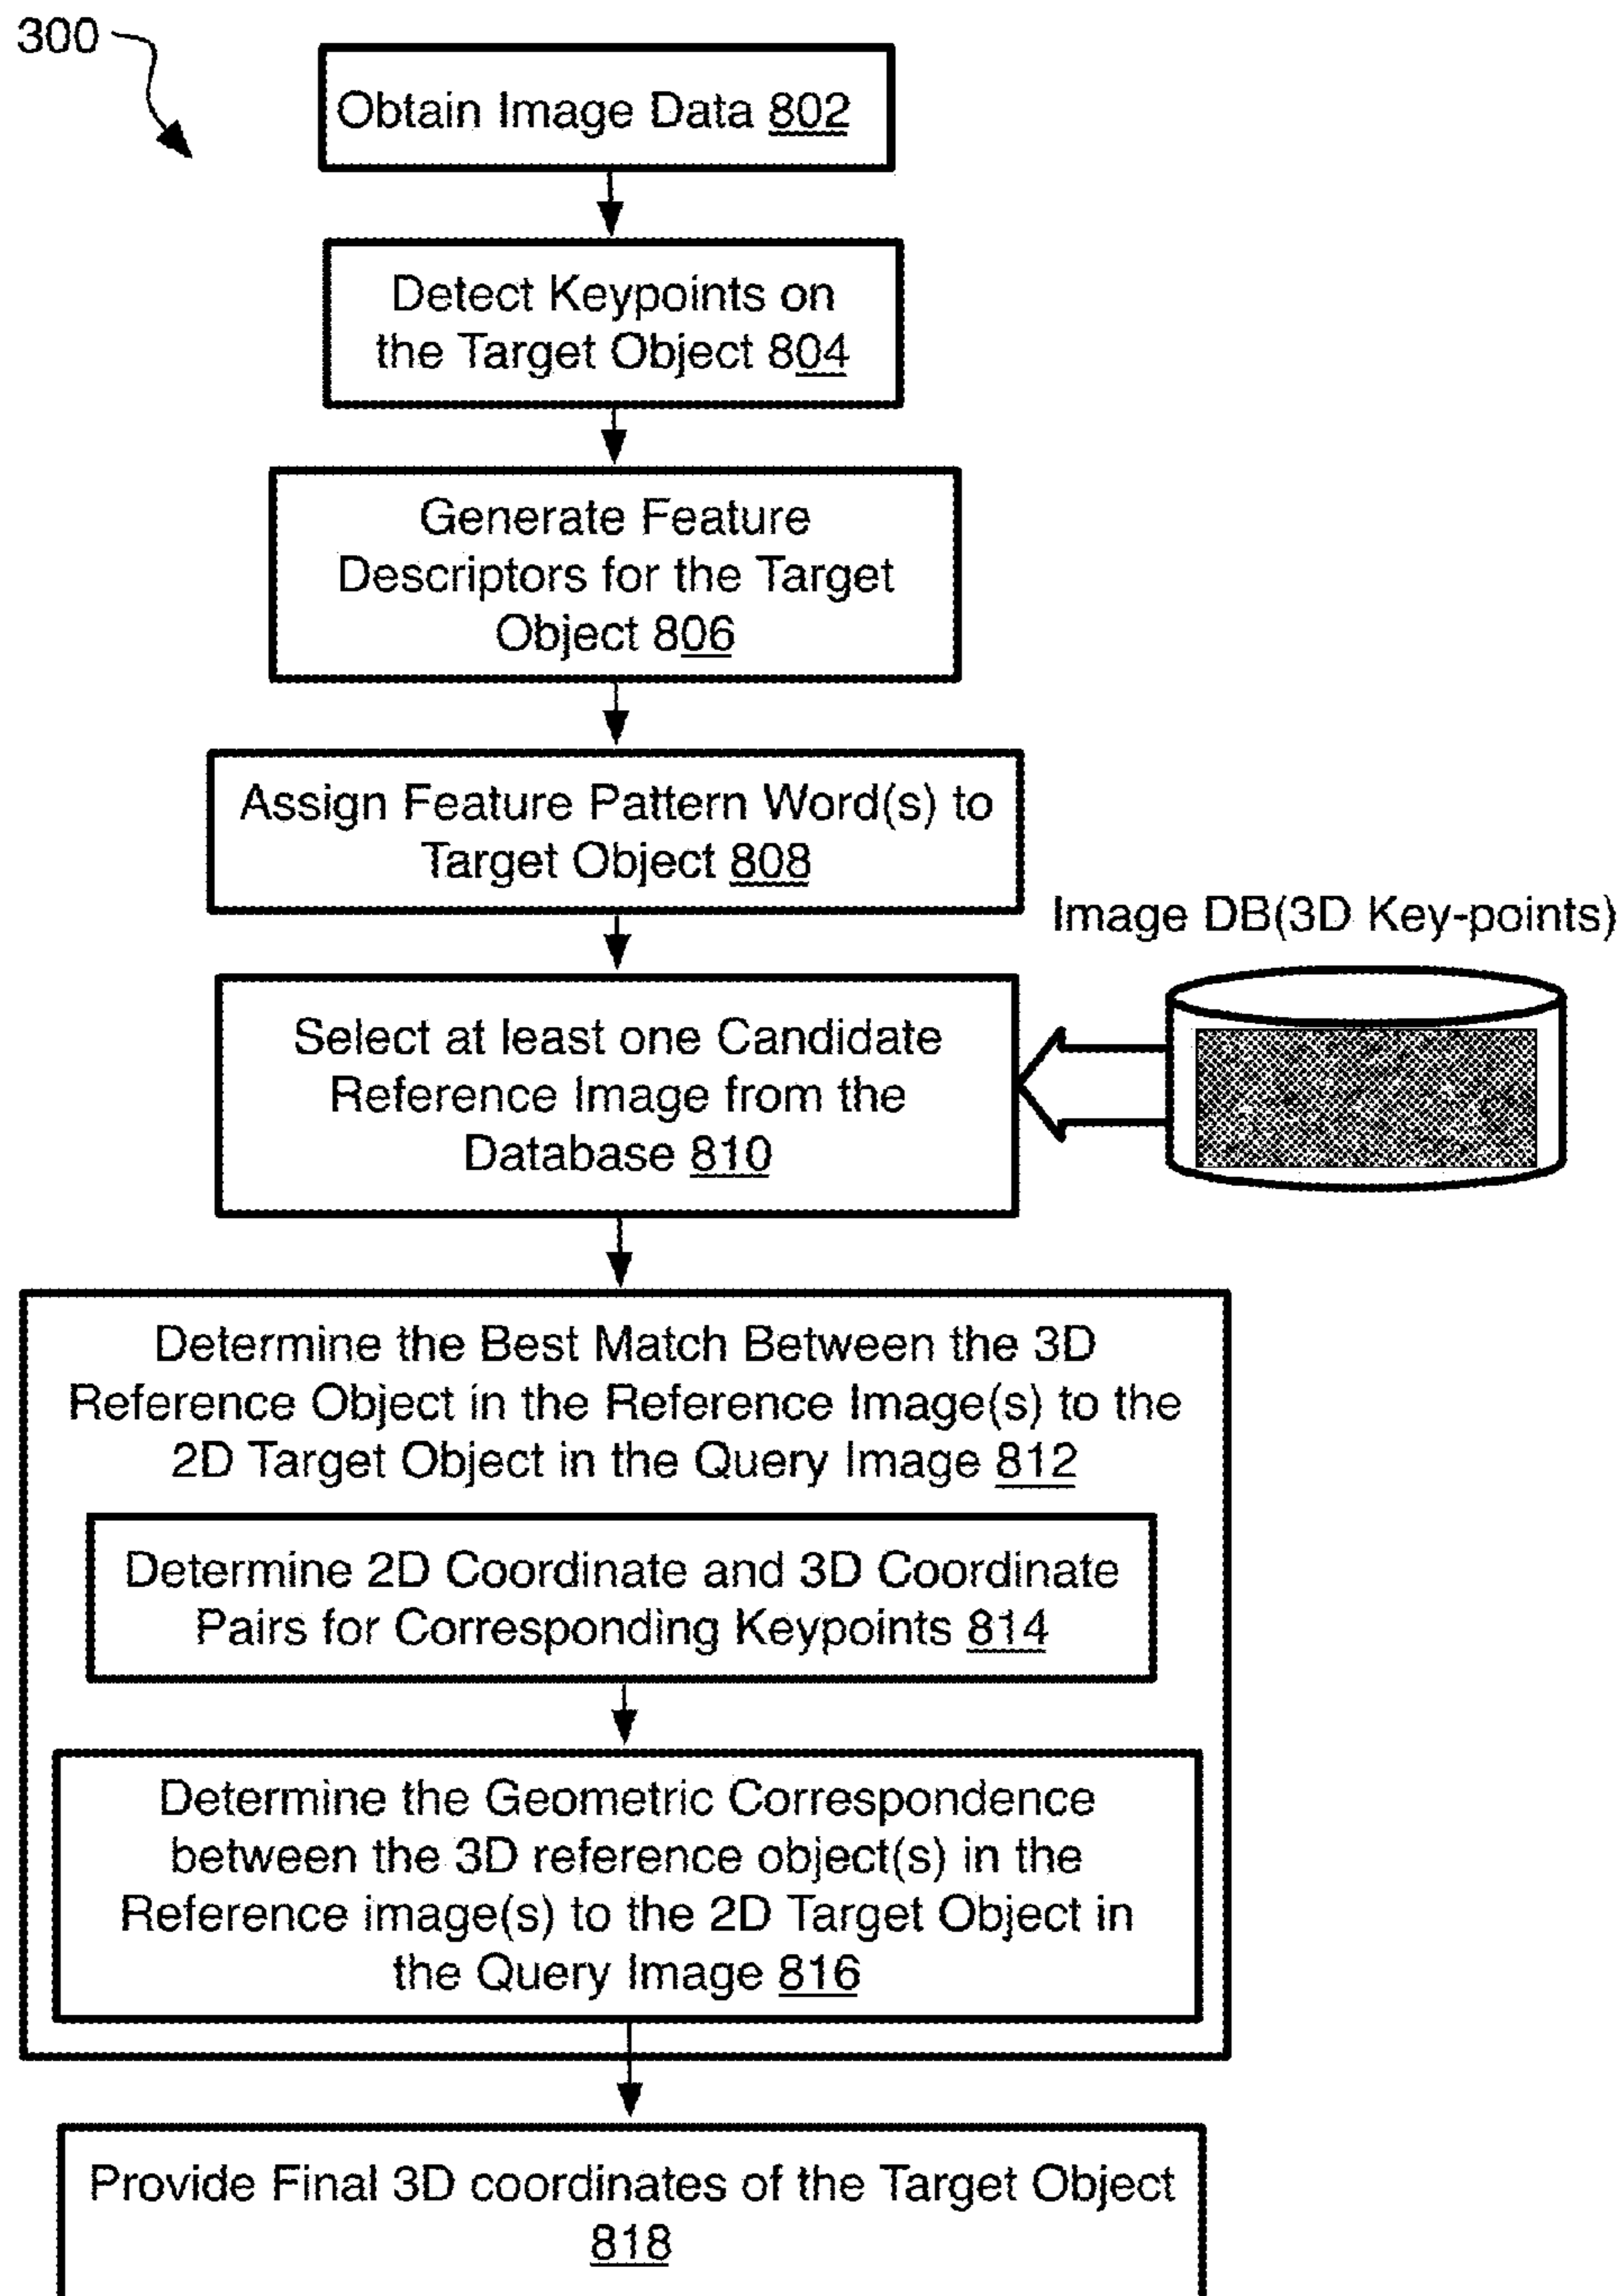 300
Obtain Image Data 802
Detect Keypoints on
the Target Object 804
Generate Feature
Descriptors for the Target
Object 806
Assign Feature Pattern Word(s) to
Target Object 808
Image DB(3D Key-points)
Select at least one Candidate
Reference Image from the
Database 810
Determine the Best Match Between the 3D
Reference Object in the Reference Image(s) to the
2D Target Object in the Query Image 812
Determine 2D Coordinate and 3D Coordinate
Pairs for Corresponding Keypoints 814
Determine the Geometric Correspondence
between the 3D reference object(s) in the
Reference image(s) to the 2D Target Object in
the Query Image 816
Provide Final 3D coordinates of the Target Object
818